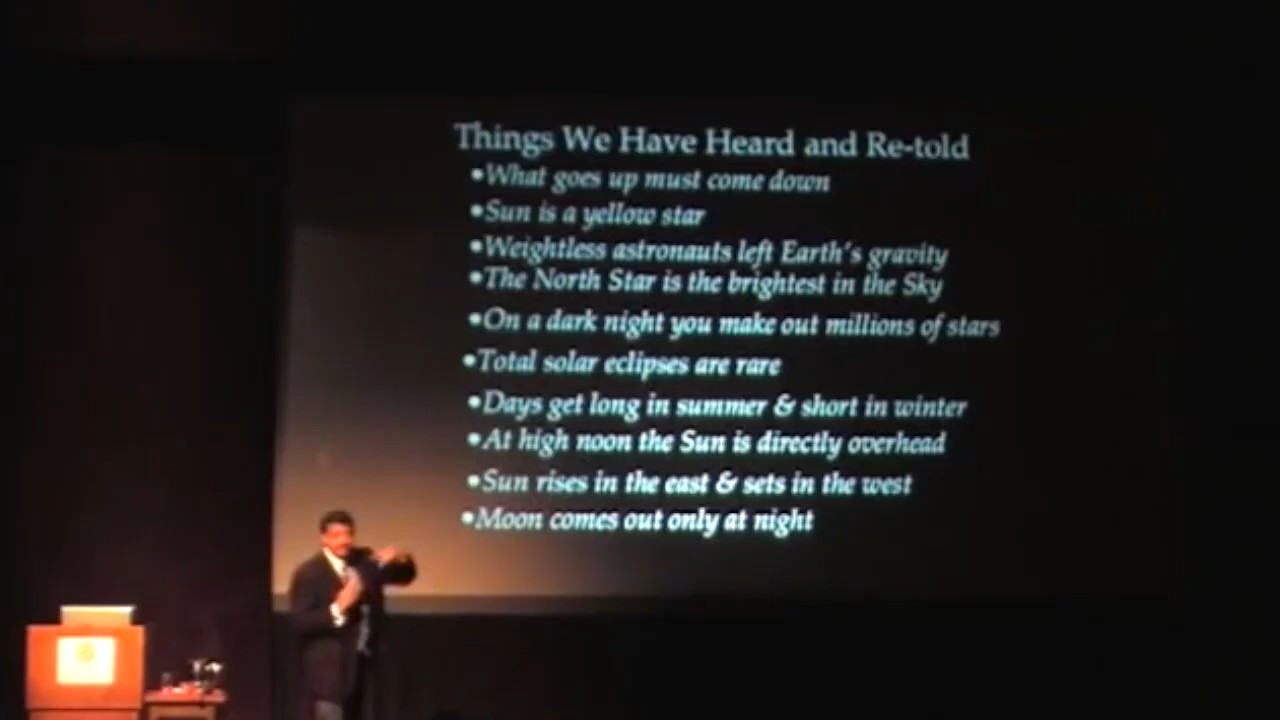 Things We Have Heard and Re-told
•What goes up must come down
•Sun is a yellow star
•Weightless astronauts left Earth's gravity
•The North Star is the brightest in the Sky
•On a dark night you make out millions of stars
•Total solar eclipses are rare
•Days get long in summer & short in winter
•At high noon the Sun is directly overhead
•Sun rises in the east & sets in the west
•Moon comes out only at night